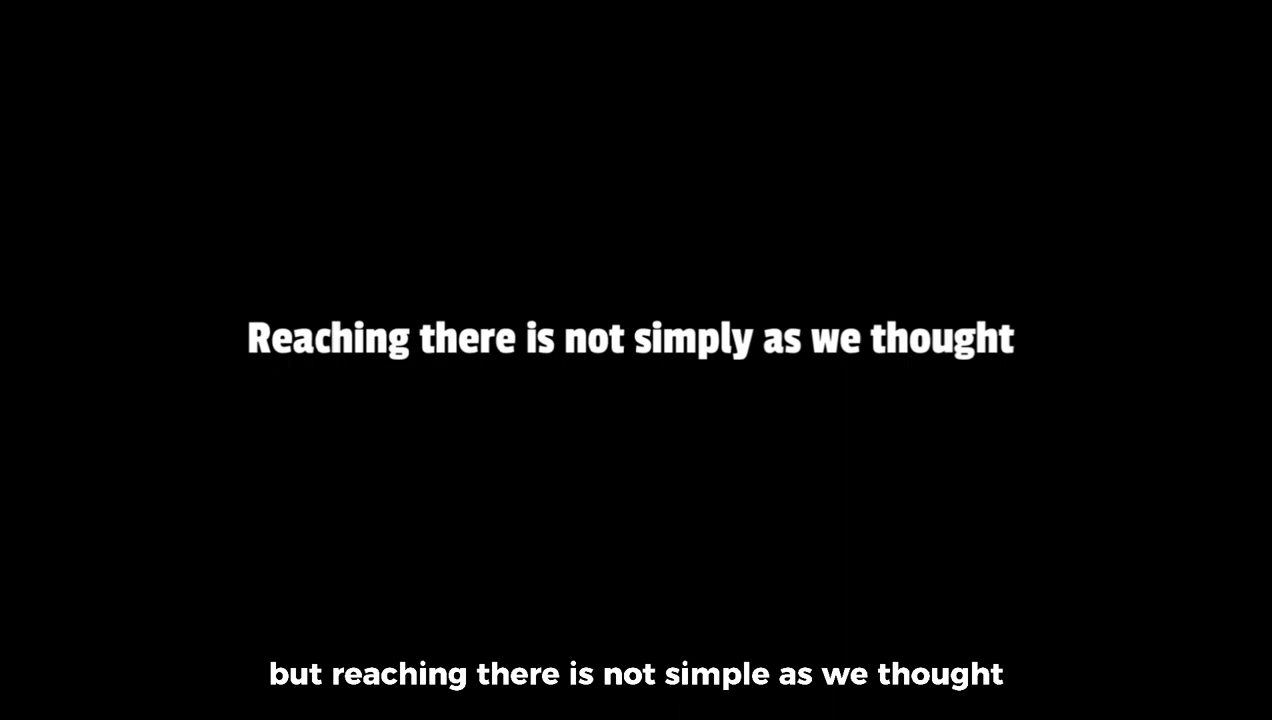 Reaching there is not simply as we thought
but reaching there is not simple as we thought